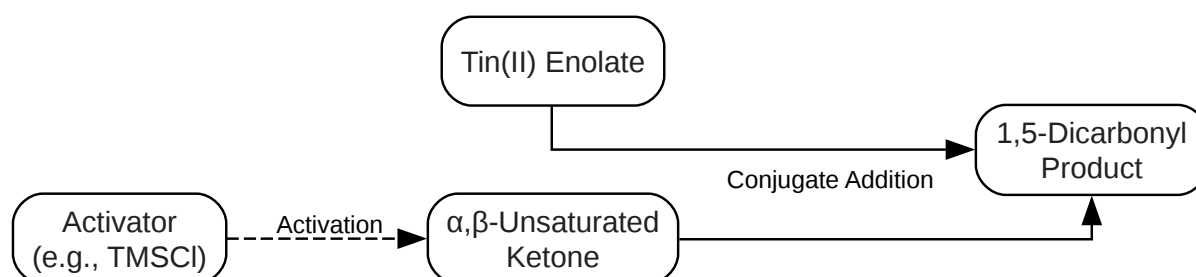 Tin(II) Enolate
1,5-Dicarbonyl
Product
Conjugate Addition
Activator
(e.g., TMSCl)
Activation
α,β-Unsaturated
Ketone